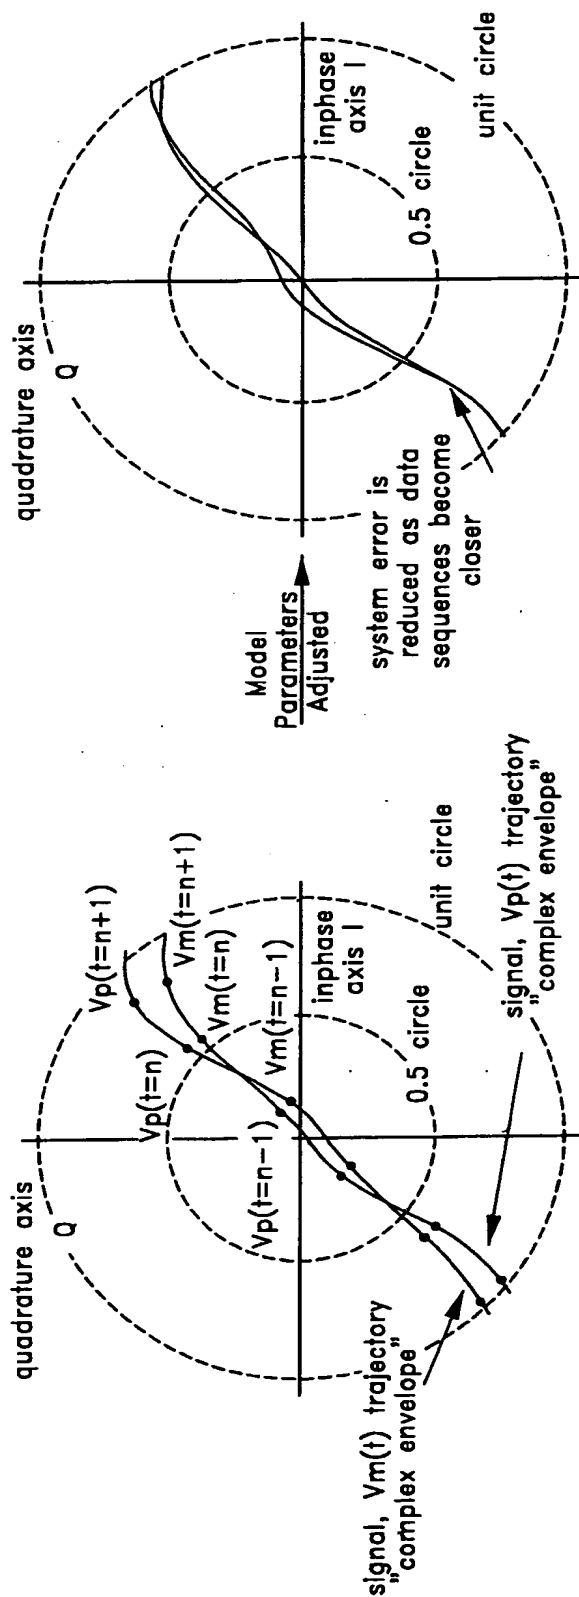 quadrature axis
Q
Vp(t=n+1)
Vm(t=n+1)
Vp(t=n)
Vm(t=n)
Vp(t=n-1)
Vm(t=n-1)
inphase
axis I
0.5 circle
unit circle
signal, Vm(t) trajectory
"complex envelope"
signal, Vp(t) trajectory
"complex envelope"
Model
Parameters
Adjusted
quadrature axis
Q
inphase
axis I
0.5 circle
unit circle
system error is
reduced as data
sequences become
closer